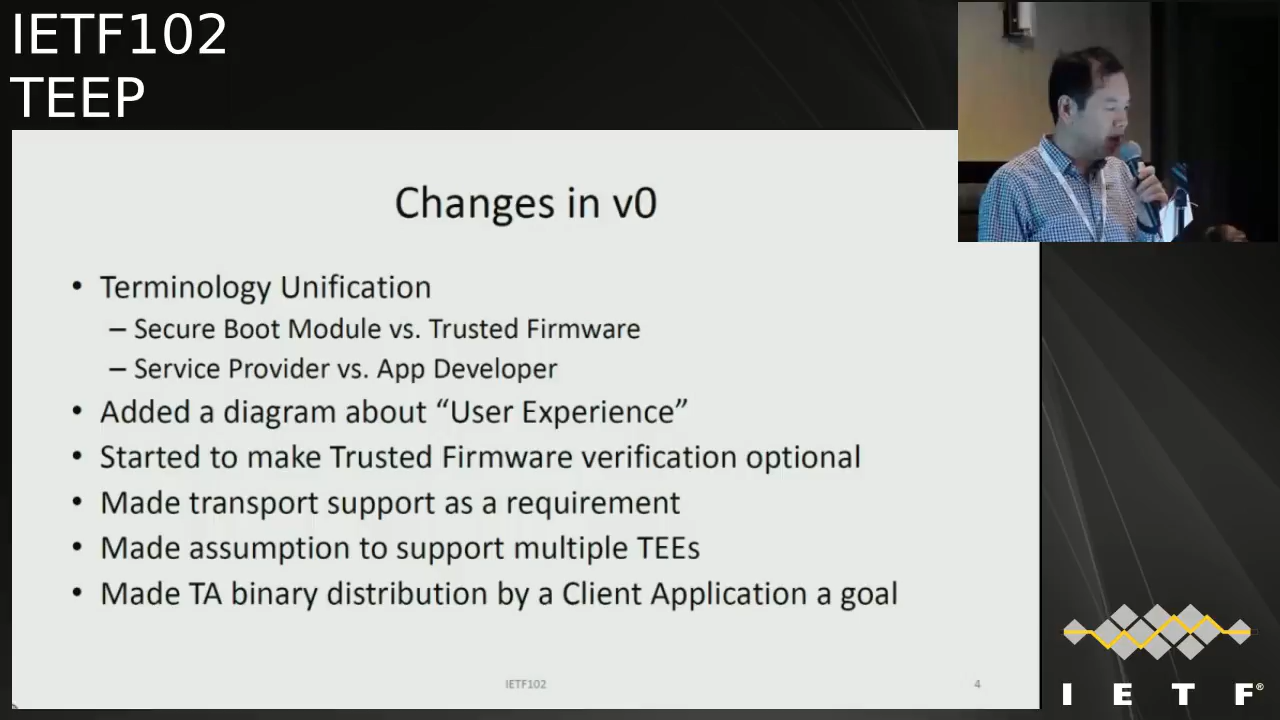 IETF102
TEEP
Changes in v0
• Terminology Unification
– Secure Boot Module vs. Trusted Firmware
– Service Provider vs. App Developer
• Added a diagram about “User Experience”
• Started to make Trusted Firmware verification optional
• Made transport support as a requirement
• Made assumption to support multiple TEEs
• Made TA binary distribution by a Client Application a goal
IETF102
4
I E T F®